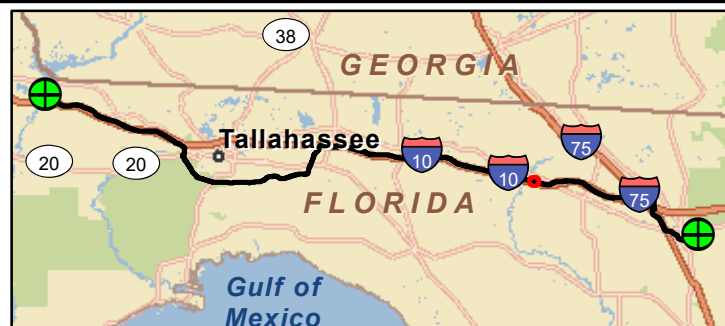 38
GEORGIA
Tallahassee
75
10
20
20
10
75
FLORIDA
Gulf of
Mexico